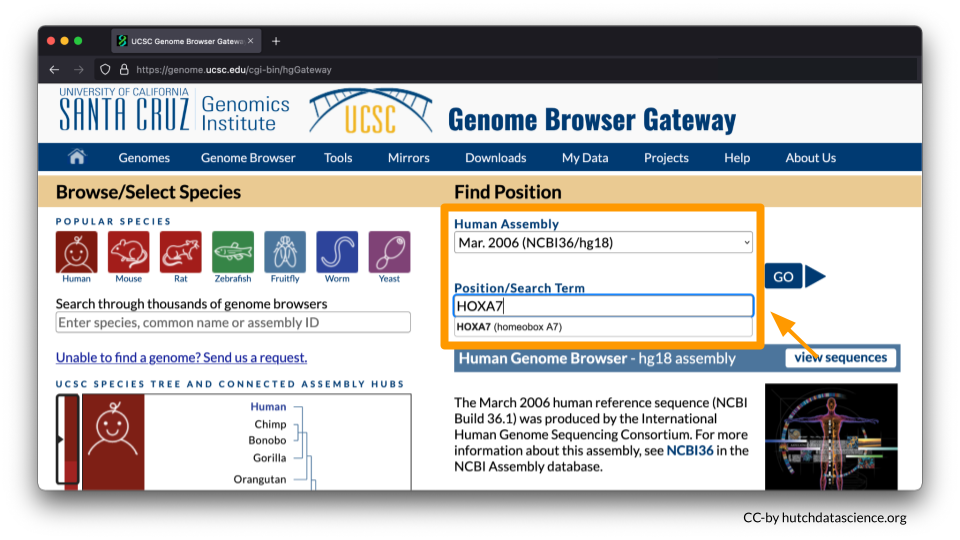 UCSC Genome Browser Gatew
https://genome.ucsc.edu/cgi-bin/hgGateway
UNIVERSITY OF CALIFORNIA
SANTA CRUZ
Genomics
Institute
UCSC
Genome Browser Gateway
Genomes Genome Browser Tools Mirrors Downloads My Data Projects Help About Us
Browse/Select Species
POPULAR SPECIES
Human Mouse Rat Zebrafish Fruitfly Worm Yeast
Search through thousands of genome browsers
Enter species, common name or assembly ID
Unable to find a genome? Send us a request.
UCSC SPECIES TREE AND CONNECTED ASSEMBLY HUBS
Human
Chimp
Bonobo
Gorilla
Orangutan
Find Position
Human Assembly
Mar. 2006 (NCBI36/hg18)
Position/Search Term
HOXA7
HOXA7 (homeobox A7)
GO
Human Genome Browser - hg18 assembly
view sequences
The March 2006 human reference sequence (NCBI
Build 36.1) was produced by the International
Human Genome Sequencing Consortium. For more
information about this assembly, see NCBI36 in the
NCBI Assembly database.
CC-by hutchdatascience.org